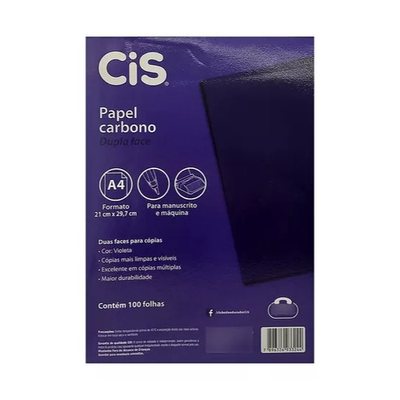 CiS
Papel
carbono
Dupla face
A4
Formato
21 cm x 29,7 cm
Para manuscrito
e máquina
Duas faces para cópias
• Cor: Violeta
• Cópias mais limpas e visíveis
• Excelente em cópias múltiplas
• Maior durabilidade
Contém 100 folhas